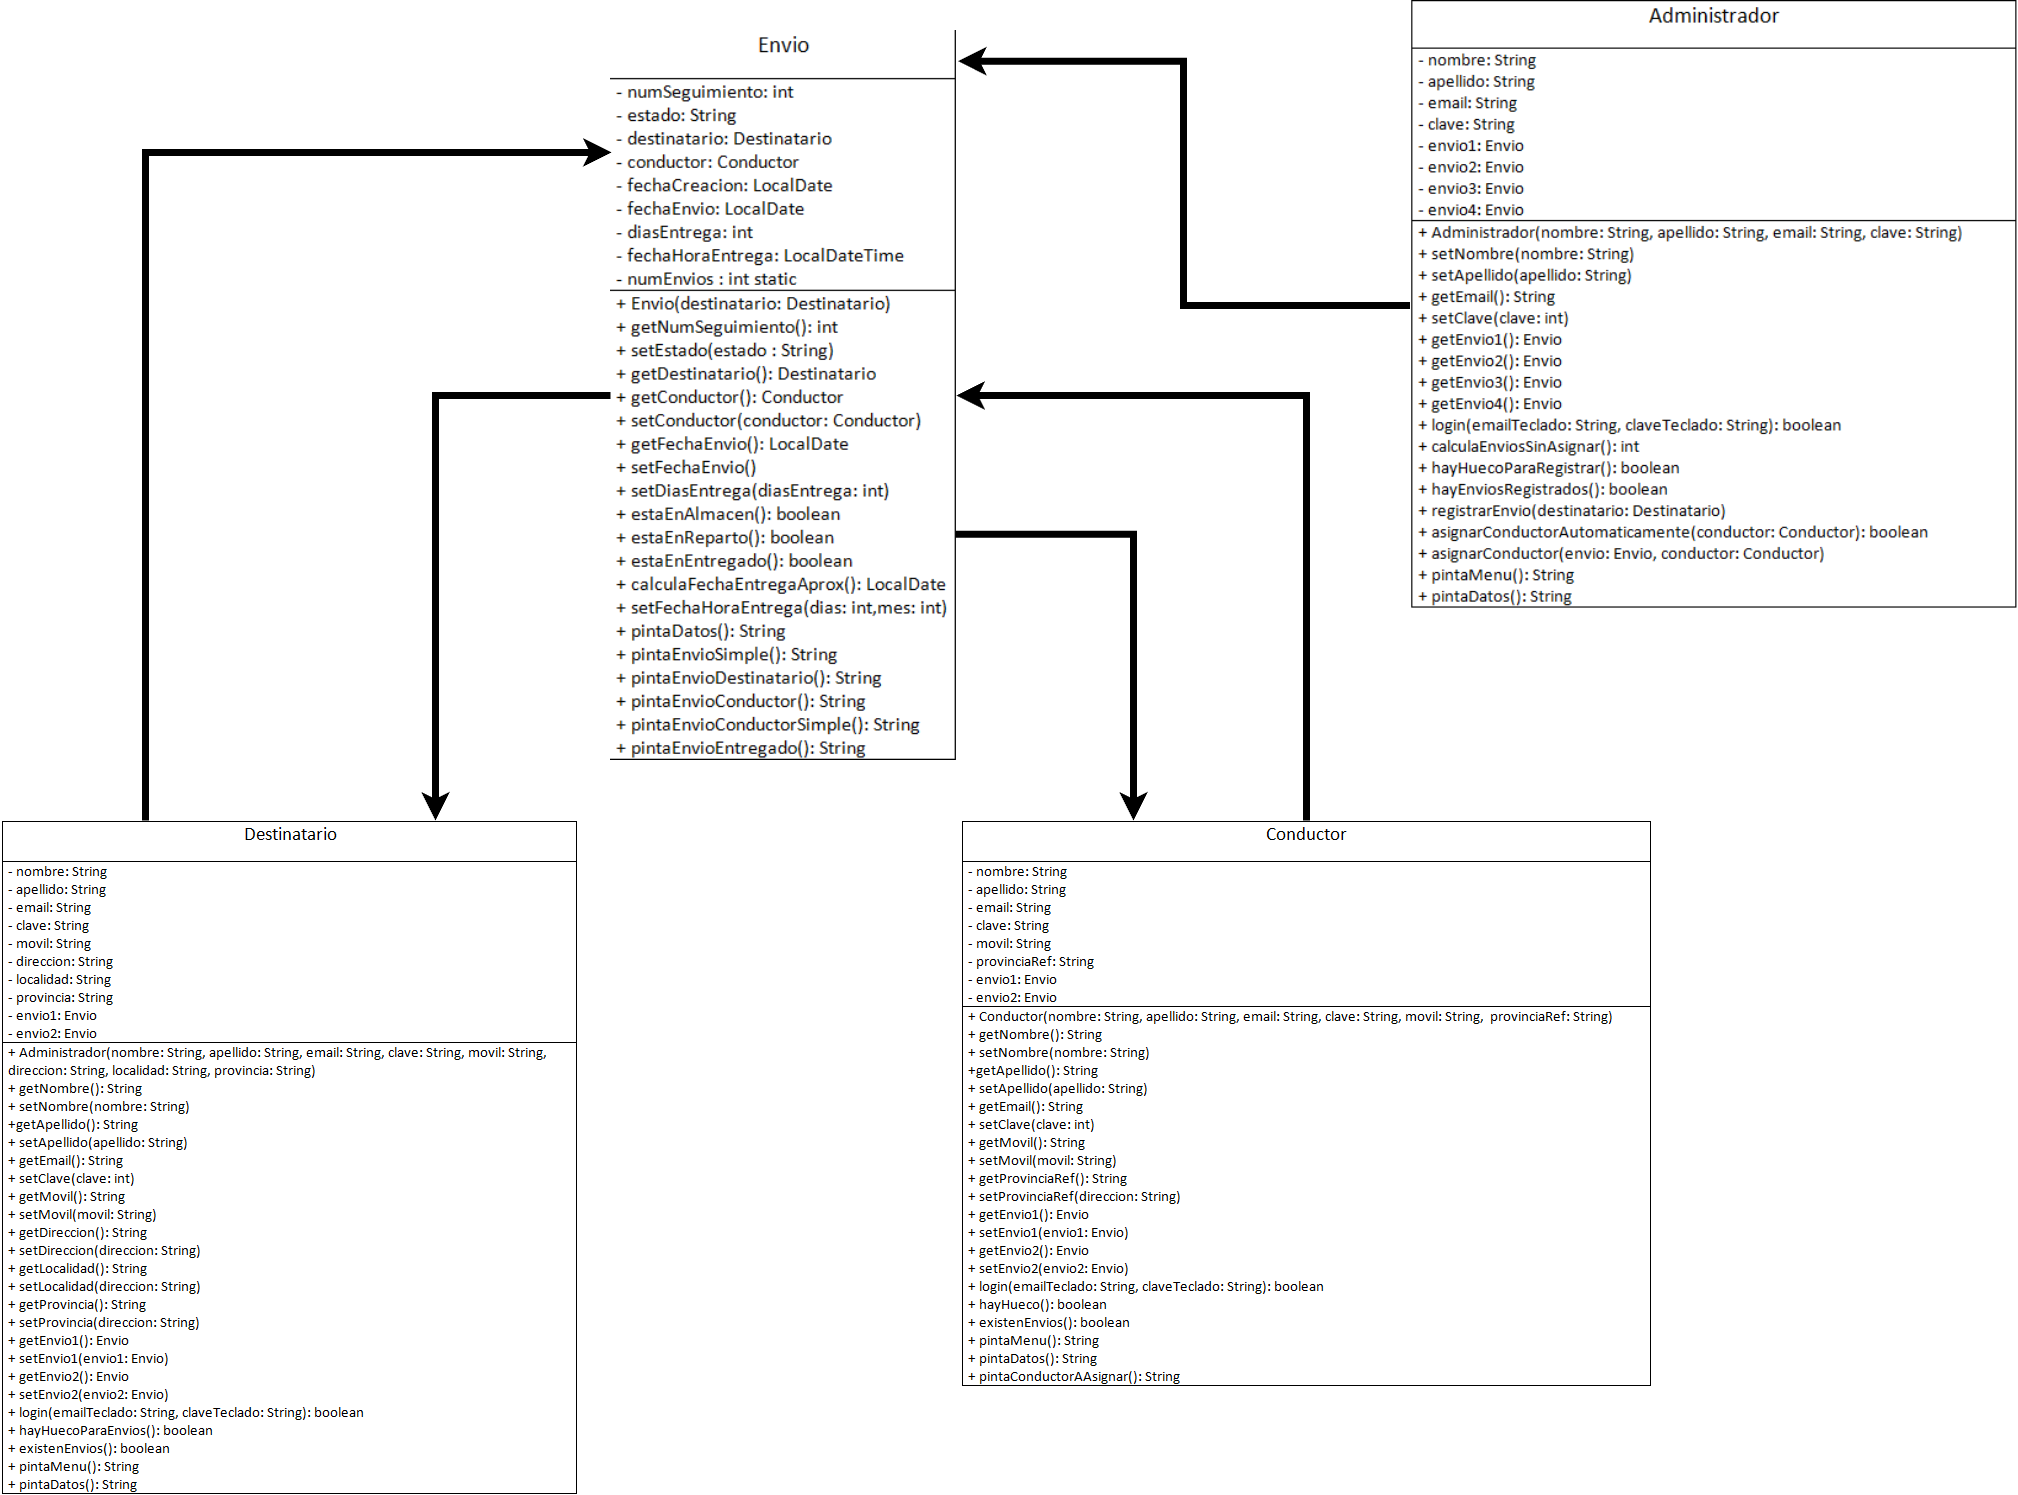 Envio
- numSeguimiento: int
- estado: String
- destinatario: Destinatario
- conductor: Conductor
- fechaCreacion: LocalDate
- fechaEnvio: LocalDate
- diasEntrega: int
- fechaHoraEntrega: LocalDateTime
- numEnvios : int static
+ Envio(destinatario: Destinatario)
+ getNumSeguimiento(): int
+ setEstado(estado : String)
+ getDestinatario(): Destinatario
+ getConductor(): Conductor
+ setConductor(conductor: Conductor)
+ getFechaEnvio(): LocalDate
+ setFechaEnvio()
+ setDiasEntrega(diasEntrega: int)
+ estaEnAlmacen(): boolean
+ estaEnReparto(): boolean
+ estaEnEntregado(): boolean
+ calculaFechaEntregaAprox(): LocalDate
+ setFechaHoraEntrega(dias: int,mes: int)
+ pintaDatos(): String
+ pintaEnvioSimple(): String
+ pintaEnvioDestinatario(): String
+ pintaEnvioConductor(): String
+ pintaEnvioConductorSimple(): String
+ pintaEnvioEntregado(): String
Administrador
- nombre: String
- apellido: String
- email: String
- clave: String
- envio1: Envio
- envio2: Envio
- envio3: Envio
- envio4: Envio
+ Administrador(nombre: String, apellido: String, email: String, clave: String)
+ setNombre(nombre: String)
+ setApellido(apellido: String)
+ getEmail(): String
+ setClave(clave: int)
+ getEnvio1(): Envio
+ getEnvio2(): Envio
+ getEnvio3(): Envio
+ getEnvio4(): Envio
+ login(emailTeclado: String, claveTeclado: String): boolean
+ calculaEnviosSinAsignar(): int
+ hayHuecoParaRegistrar(): boolean
+ hayEnviosRegistrados(): boolean
+ registrarEnvio(destinatario: Destinatario)
+ asignarConductorAutomaticamente(conductor: Conductor): boolean
+ asignarConductor(envio: Envio, conductor: Conductor)
+ pintaMenu(): String
+ pintaDatos(): String
Destinatario
- nombre: String
- apellido: String
- email: String
- clave: String
- movil: String
- direccion: String
- localidad: String
- provincia: String
- envio1: Envio
- envio2: Envio
+ Administrador(nombre: String, apellido: String, email: String, clave: String, movil: String,
direccion: String, localidad: String, provincia: String)
+ getNombre(): String
+ setNombre(nombre: String)
+getApellido(): String
+ setApellido(apellido: String)
+ getEmail(): String
+ setClave(clave: int)
+ getMovil(): String
+ setMovil(movil: String)
+ getDireccion(): String
+ setDireccion(direccion: String)
+ getLocalidad(): String
+ setLocalidad(direccion: String)
+ getProvincia(): String
+ setProvincia(direccion: String)
+ getEnvio1(): Envio
+ setEnvio1(envio1: Envio)
+ getEnvio2(): Envio
+ setEnvio2(envio2: Envio)
+ login(emailTeclado: String, claveTeclado: String): boolean
+ hayHuecoParaEnvios(): boolean
+ existenEnvios(): boolean
+ pintaMenu(): String
+ pintaDatos(): String
Conductor
- nombre: String
- apellido: String
- email: String
- clave: String
- movil: String
- provinciaRef: String
- envio1: Envio
- envio2: Envio
+ Conductor(nombre: String, apellido: String, email: String, clave: String, movil: String, provinciaRef: String)
+ getNombre(): String
+ setNombre(nombre: String)
+getApellido(): String
+ setApellido(apellido: String)
+ getEmail(): String
+ setClave(clave: int)
+ getMovil(): String
+ setMovil(movil: String)
+ getProvinciaRef(): String
+ setProvinciaRef(direccion: String)
+ getEnvio1(): Envio
+ setEnvio1(envio1: Envio)
+ getEnvio2(): Envio
+ setEnvio2(envio2: Envio)
+ login(emailTeclado: String, claveTeclado: String): boolean
+ hayHueco(): boolean
+ existenEnvios(): boolean
+ pintaMenu(): String
+ pintaDatos(): String
+ pintaConductorAAsignar(): String